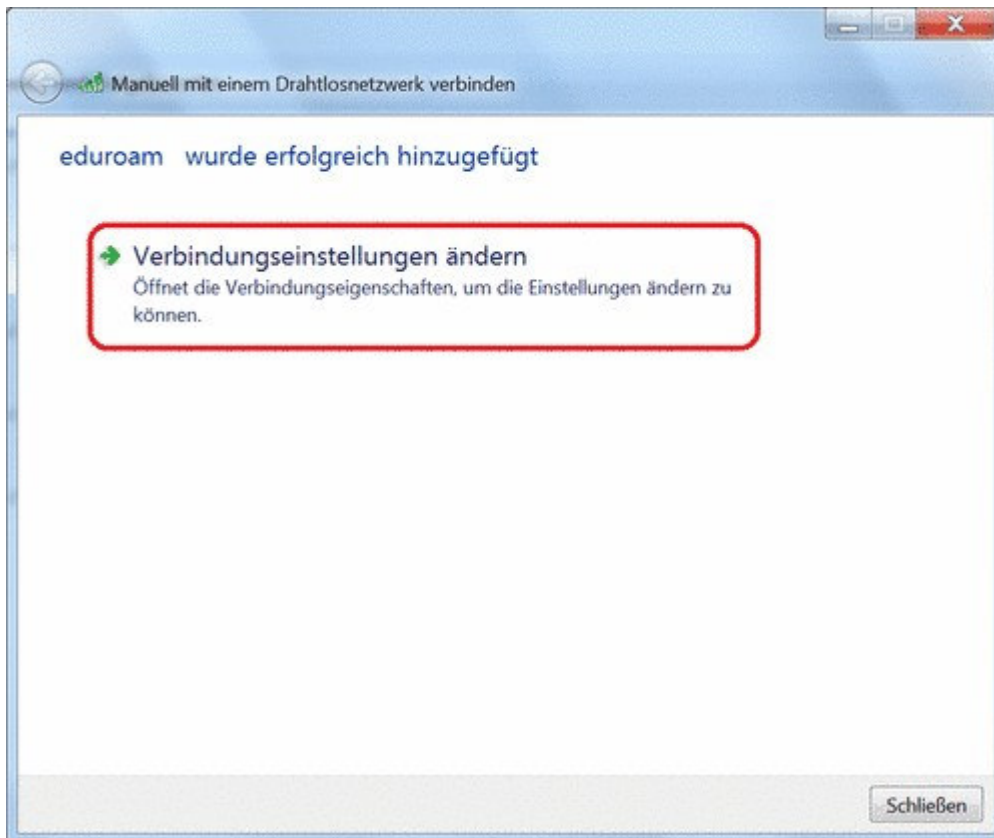 Manuell mit einem Drahtlosnetzwerk verbinden
eduroam wurde erfolgreich hinzugefügt
Verbindungseinstellungen ändern
Öffnet die Verbindungseigenschaften, um die Einstellungen ändern zu
können.
Schließen